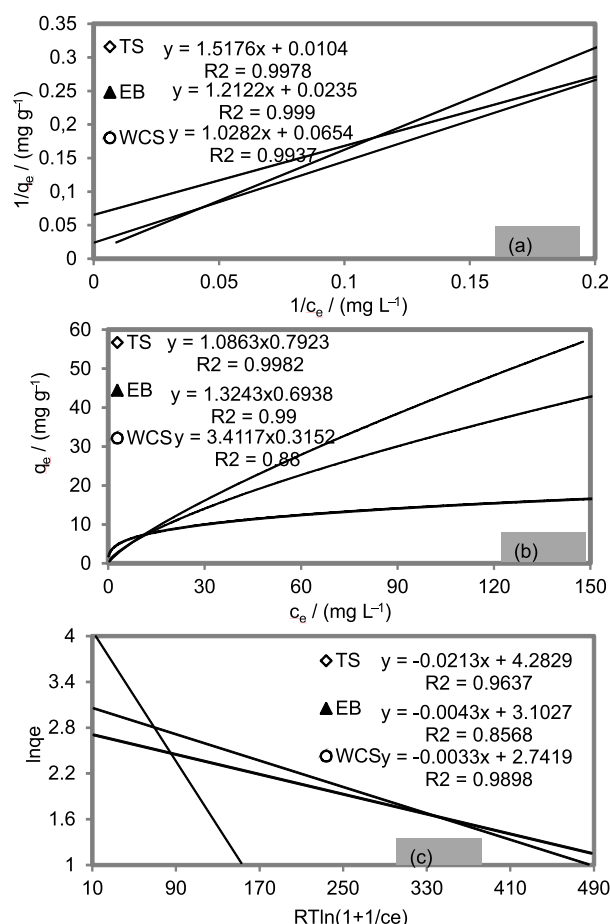 0,35
0.3
0.25
0,2
0.15
0,1
0.05
0
1/qₑ / (mg g⁻¹)
◇ TS y = 1.5176x + 0.0104
R2 = 0.9978
▲ EB y = 1.2122x + 0.0235
R2 = 0.999
○ WCS y = 1.0282x + 0.0654
R2 = 0.9937
(a)
0 0.05 0.1 0.15 0.2
1/cₑ / (mg L⁻¹)
60
50
40
30
20
10
0
qₑ / (mg g⁻¹)
◇ TS y = 1.0863x0.7923
R2 = 0.9982
▲ EB y = 1.3243x0.6938
R2 = 0.99
○ WCS y = 3.4117x0.3152
R2 = 0.88
(b)
0 30 60 90 120 150
cₑ / (mg L⁻¹)
4
3.4
2.8
2.2
1.6
1
lnqe
◇ TS y = -0.0213x + 4.2829
R2 = 0.9637
▲ EB y = -0.0043x + 3.1027
R2 = 0.8568
○ WCS y = -0.0033x + 2.7419
R2 = 0.9898
(c)
10 90 170 250 330 410 490
RTln(1+1/ce)